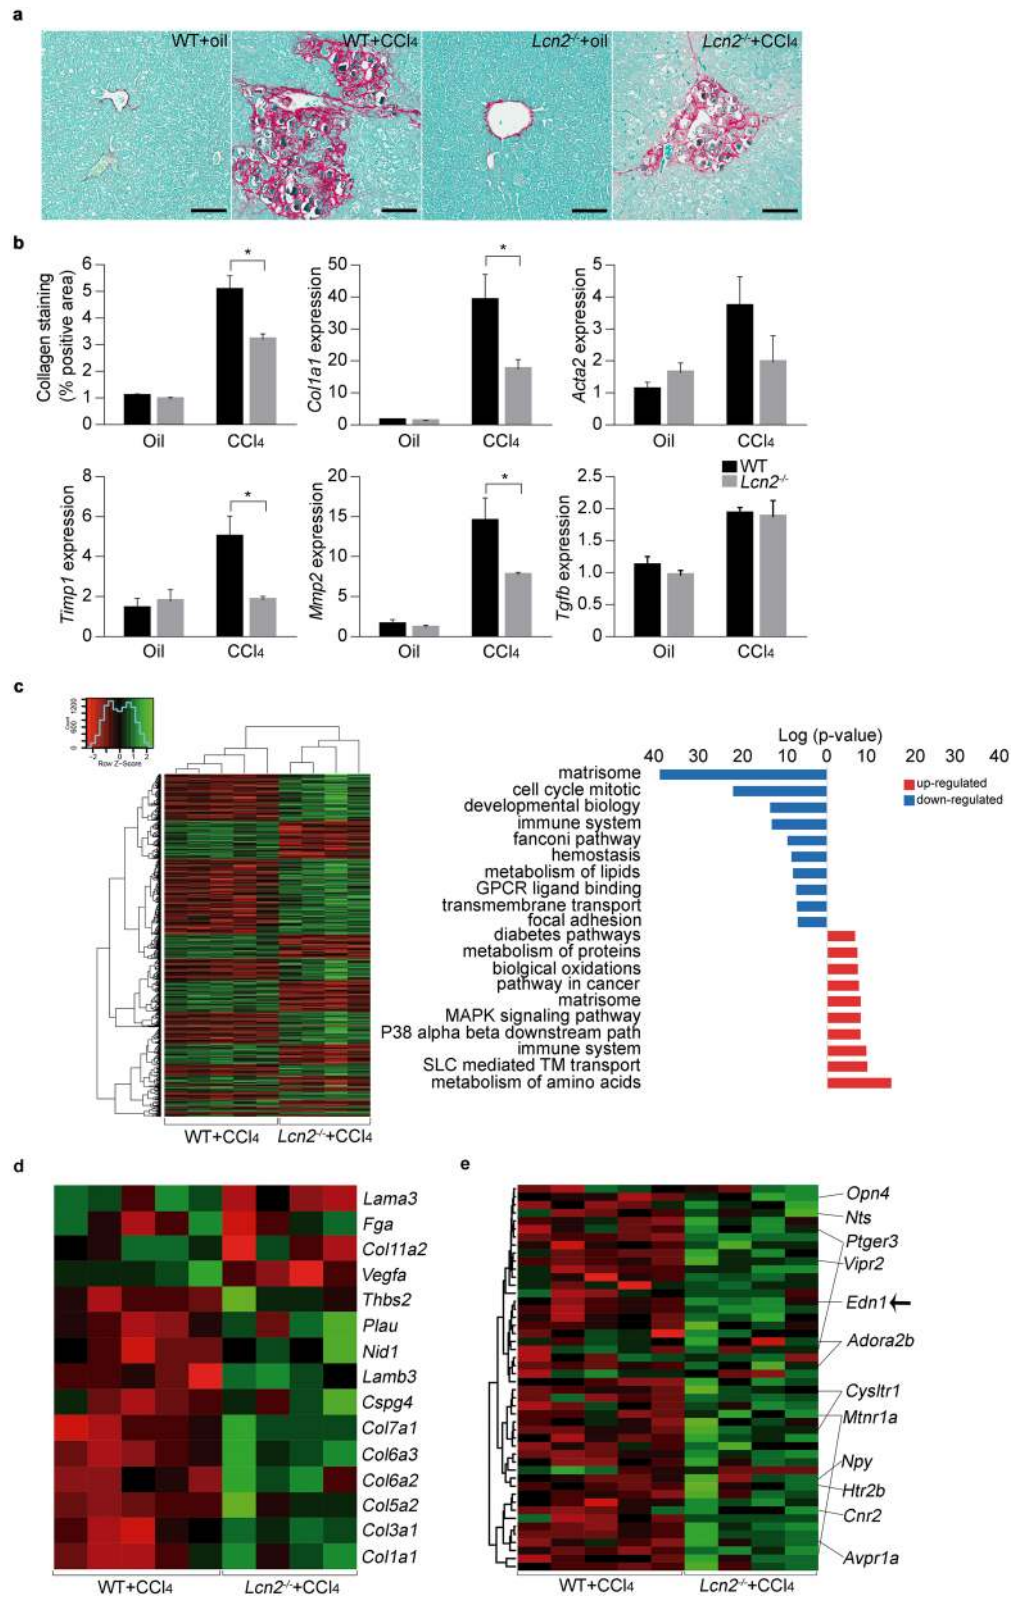 a
WT+oil
WT+CCl4
Lcn2-/-+oil
Lcn2-/-+CCl4
b
Collagen staining
(% positive area)
6
5
4
3
2
1
0
Oil
CCl4
*
Col1a1 expression
50
40
30
20
10
0
Oil
CCl4
*
Acta2 expression
5
4
3
2
1
0
Oil
CCl4
Timp1 expression
8
6
4
2
0
Oil
CCl4
*
Mmp2 expression
20
15
10
5
0
Oil
CCl4
*
WT
Lcn2-/-
Tgfb expression
2.5
2.0
1.5
1.0
0.5
0
Oil
CCl4
c
Count
0 600 1200
-2 -1 0 1 2
Row Z-Score
WT+CCl4
Lcn2-/-+CCl4
Log (p-value)
40 30 20 10 0 10 20 30 40
up-regulated
down-regulated
matrisome
cell cycle mitotic
developmental biology
immune system
fanconi pathway
hemostasis
metabolism of lipids
GPCR ligand binding
transmembrane transport
focal adhesion
diabetes pathways
metabolism of proteins
biolgical oxidations
pathway in cancer
matrisome
MAPK signaling pathway
P38 alpha beta downstream path
immune system
SLC mediated TM transport
metabolism of amino acids
d
Lama3
Fga
Col11a2
Vegfa
Thbs2
Plau
Nid1
Lamb3
Cspg4
Col7a1
Col6a3
Col6a2
Col5a2
Col3a1
Col1a1
WT+CCl4
Lcn2-/-+CCl4
e
Opn4
Nts
Ptger3
Vipr2
Edn1
Adora2b
Cysltr1
Mtnr1a
Npy
Htr2b
Cnr2
Avpr1a
WT+CCl4
Lcn2-/-+CCl4